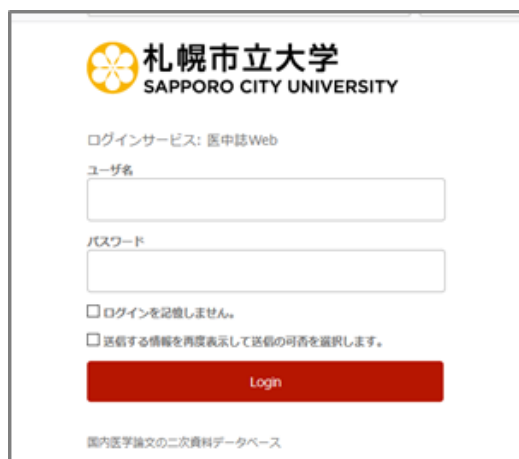 札幌市立大学
SAPPORO CITY UNIVERSITY
ログインサービス: 医中誌Web
ユーザ名
パスワード
ログインを記憶しません。
送信する情報を再度表示して送信の可否を選択します。
Login
国内医学論文の二次資料データベース